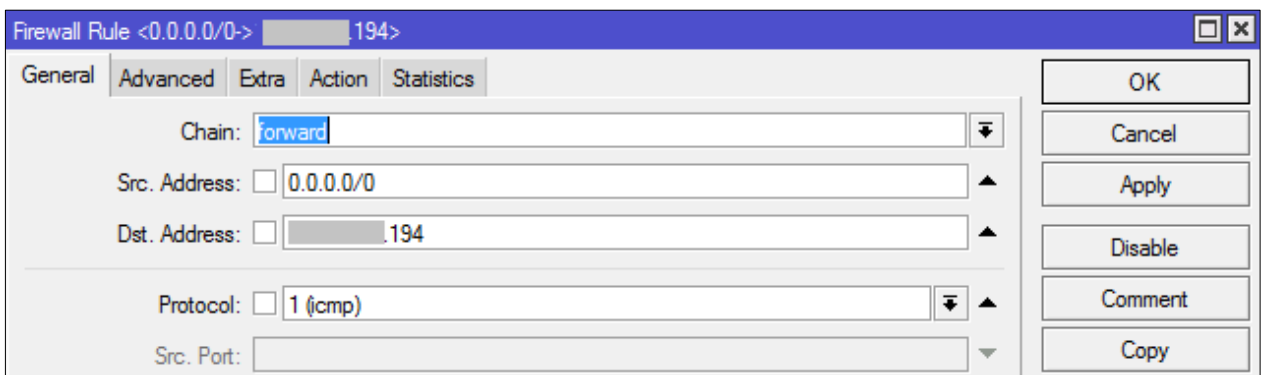 Firewall Rule <0.0.0.0/0-> .194>
General Advanced Extra Action Statistics
Chain: forward
Src. Address: 0.0.0.0/0
Dst. Address: .194
Protocol: 1 (icmp)
Src. Port:
OK
Cancel
Apply
Disable
Comment
Copy